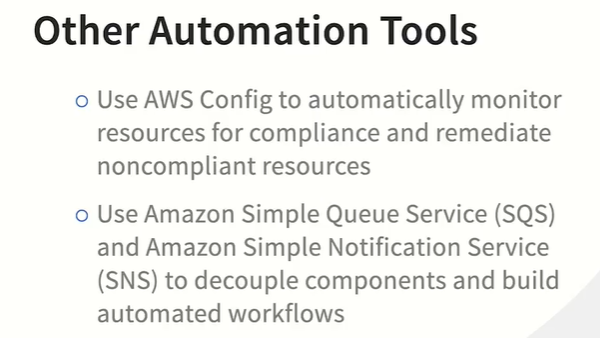 Other Automation Tools
Use AWS Config to automatically monitor
resources for compliance and remediate
noncompliant resources
Use Amazon Simple Queue Service (SQS)
and Amazon Simple Notification Service
(SNS) to decouple components and build
automated workflows